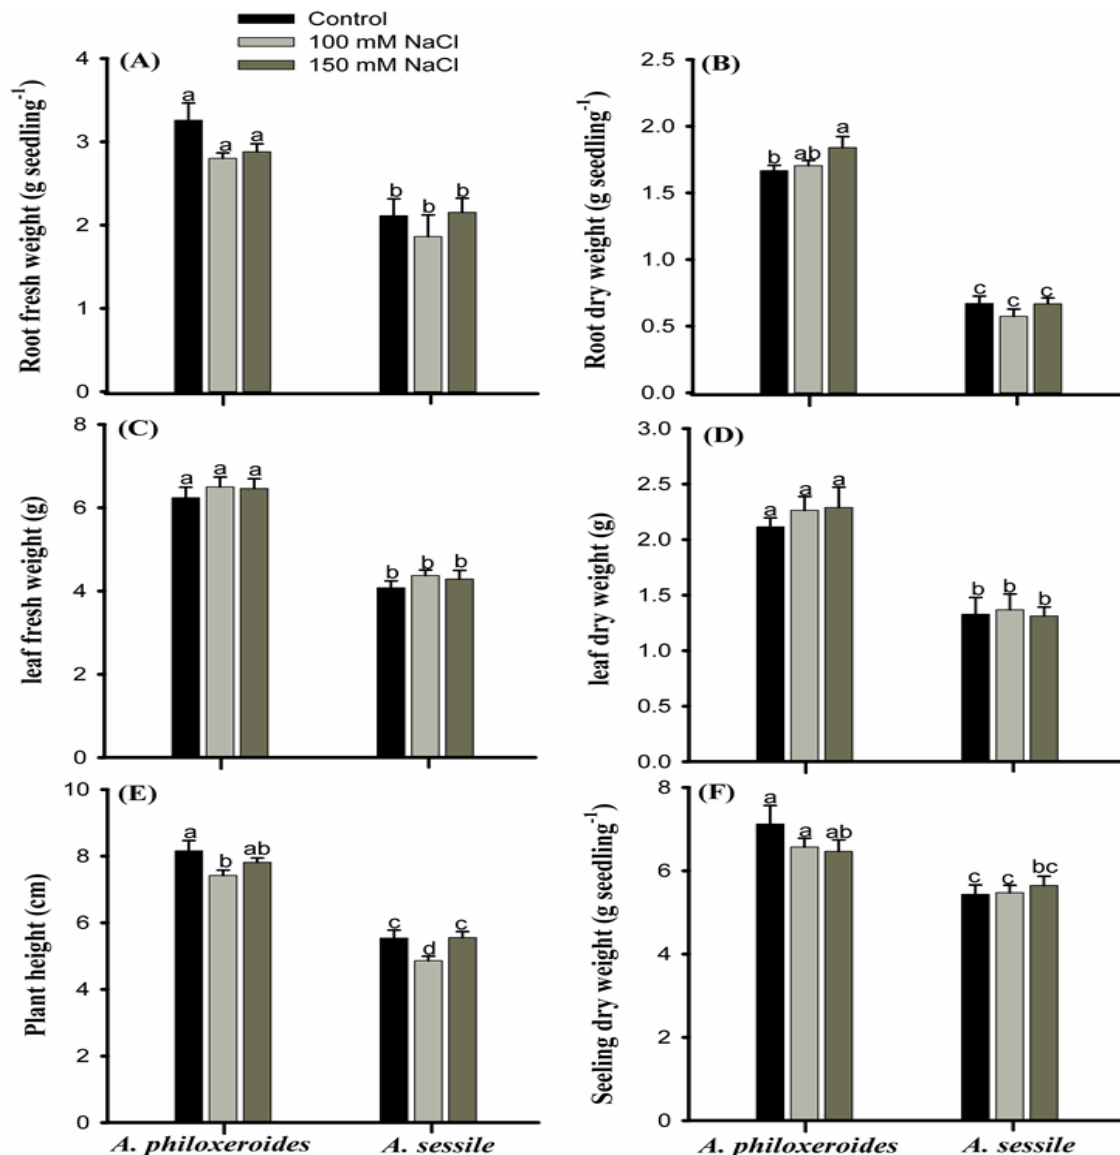 Control
100 mM NaCl
150 mM NaCl
(A)
Root fresh weight (g seedling⁻¹)
4
3
2
1
0
a
a
a
b
b
b
(B)
Root dry weight (g seedling⁻¹)
2.5
2.0
1.5
1.0
0.5
0.0
b
ab
a
c
c
c
(C)
leaf fresh weight (g)
8
6
4
2
0
a
a
a
b
b
b
(D)
leaf dry weight (g)
3.0
2.5
2.0
1.5
1.0
0.5
0.0
a
a
a
b
b
b
(E)
Plant height (cm)
10
8
6
4
2
0
a
b
ab
c
d
c
A. philoxeroides
A. sessile
(F)
Seeling dry weight (g seedling⁻¹)
8
6
4
2
0
a
a
ab
c
c
bc
A. philoxeroides
A. sessile